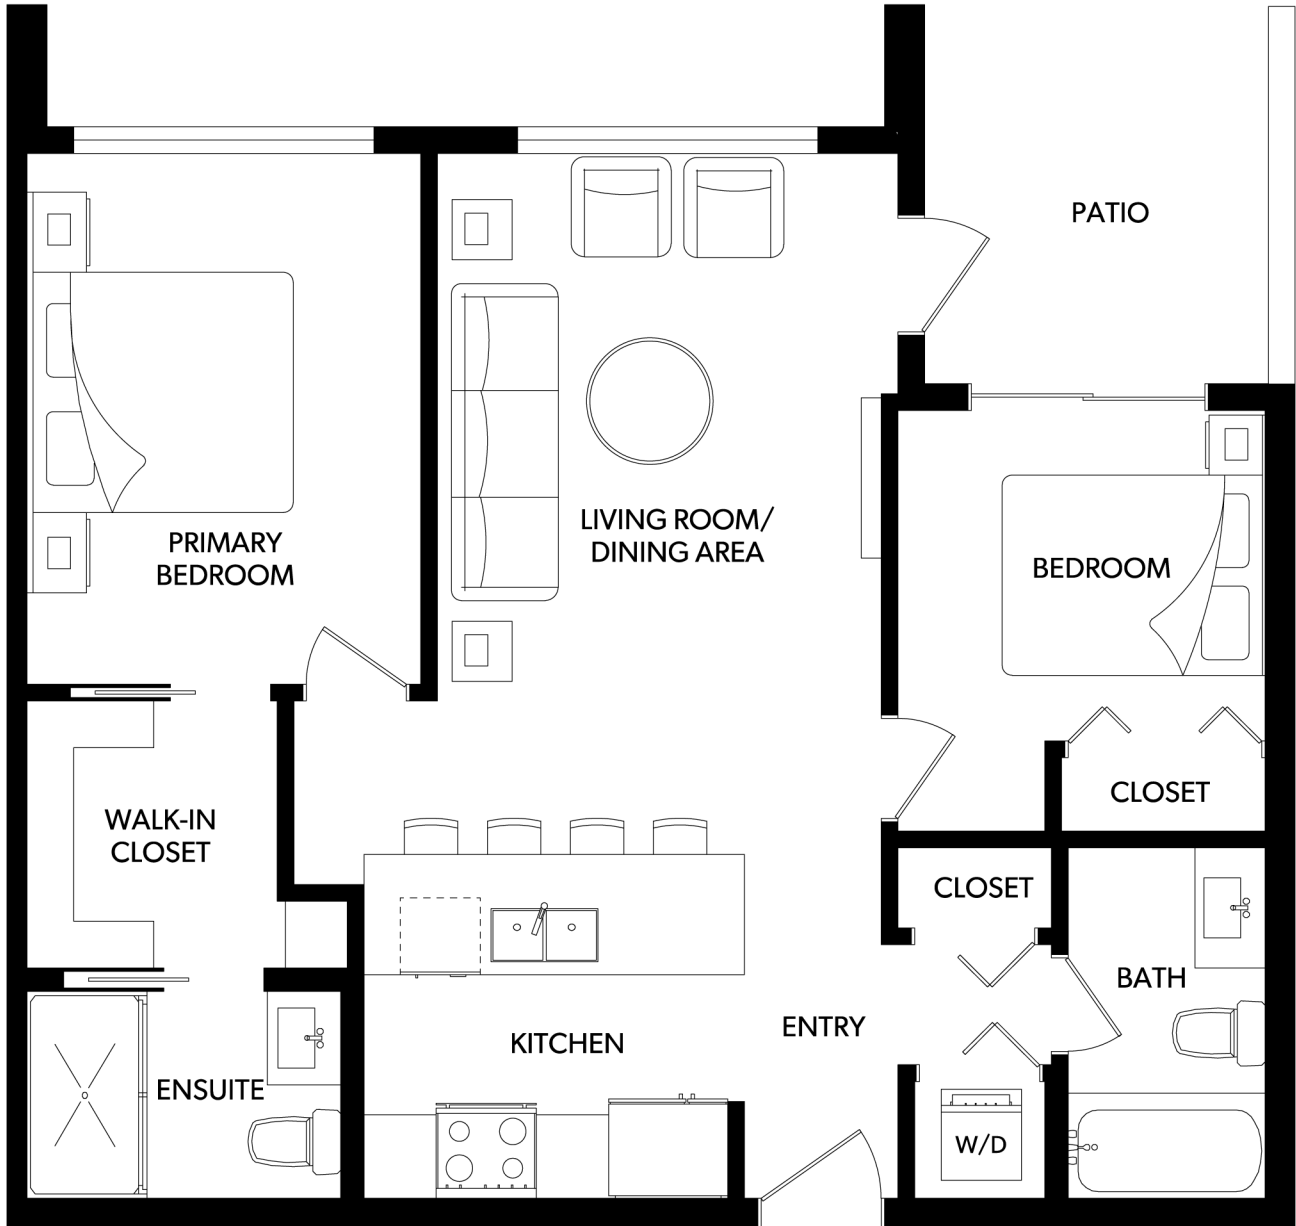 PATIO
PRIMARY
BEDROOM
LIVING ROOM/
DINING AREA
BEDROOM
WALK-IN
CLOSET
CLOSET
CLOSET
BATH
ENTRY
KITCHEN
ENSUITE
W/D